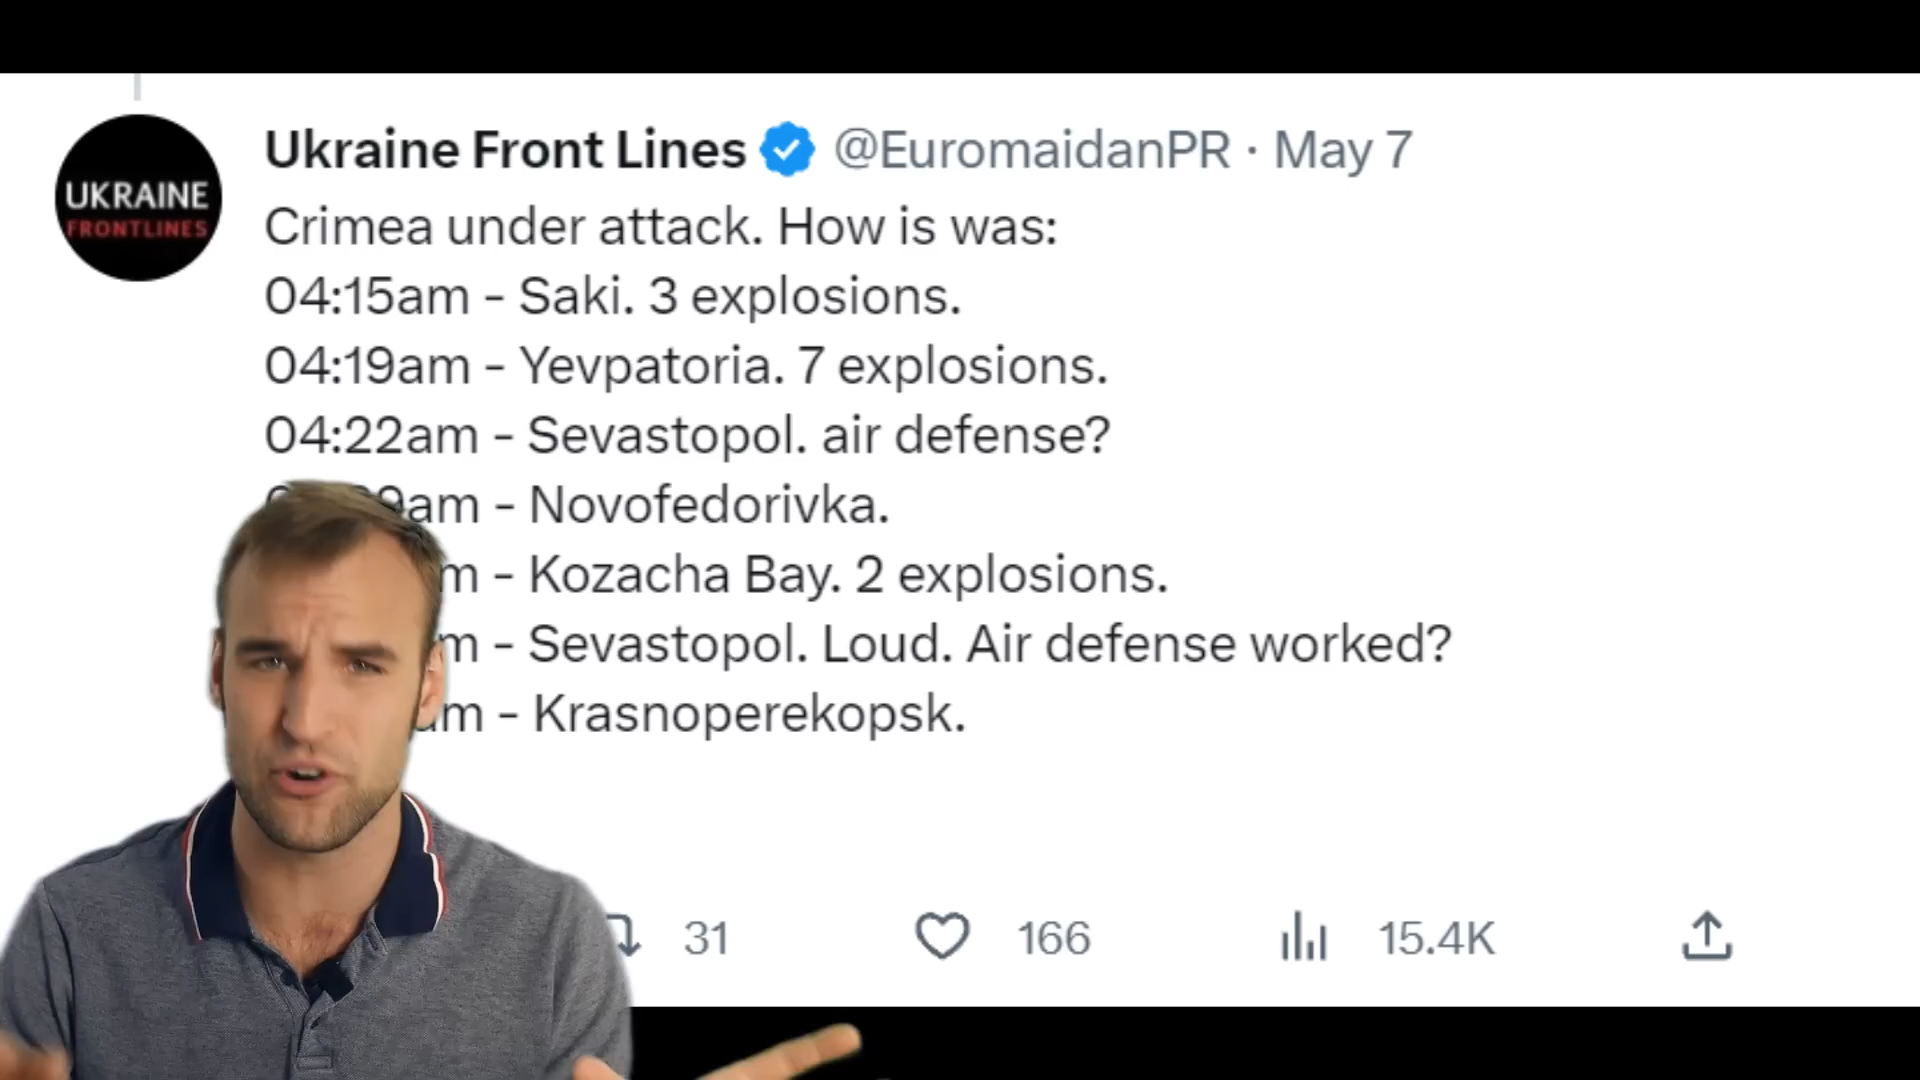 UKRAINE
FRONTLINES
Ukraine Front Lines @EuromaidanPR · May 7
Crimea under attack. How is was:
04:15am - Saki. 3 explosions.
04:19am - Yevpatoria. 7 explosions.
04:22am - Sevastopol. air defense?
- Novofedorivka.
- Kozacha Bay. 2 explosions.
- Sevastopol. Loud. Air defense worked?
- Krasnoperekopsk.
31 166 15.4K